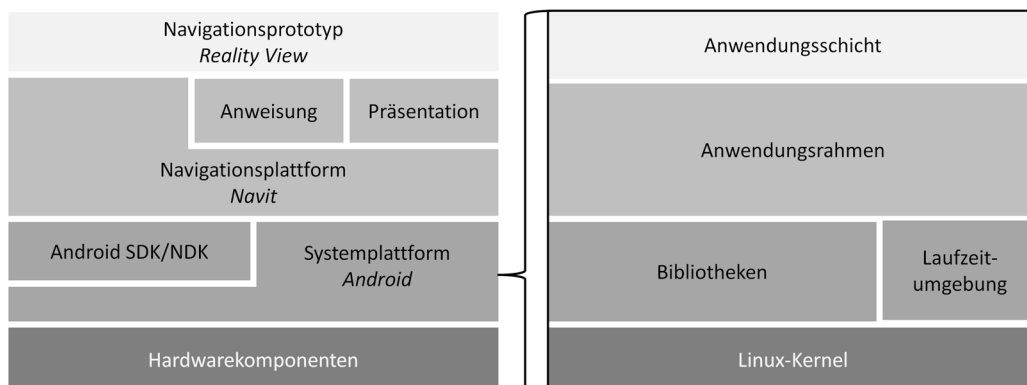 Navigationsprototyp
Reality View
Anweisung
Präsentation
Navigationsplattform
Navit
Android SDK/NDK
Systemplattform
Android
Hardwarekomponenten
Anwendungsschicht
Anwendungsrahmen
Bibliotheken
Laufzeit-
umgebung
Linux-Kernel